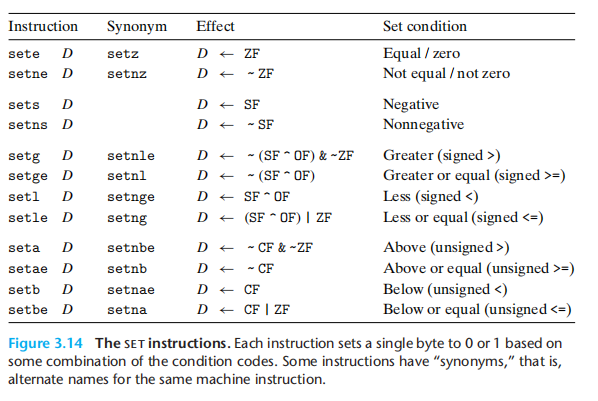 Instruction Synonym Effect Set condition
sete D setz D ← ZF Equal / zero
setne D setnz D ← ~ ZF Not equal / not zero
sets D D ← SF Negative
setns D D ← ~ SF Nonnegative
setg D setnle D ← ~ (SF ^ OF) & ~ZF Greater (signed >)
setge D setnl D ← ~ (SF ^ OF) Greater or equal (signed >=)
setl D setnge D ← SF ^ OF Less (signed <)
setle D setng D ← (SF ^ OF) | ZF Less or equal (signed <=)
seta D setnbe D ← ~ CF & ~ZF Above (unsigned >)
setae D setnb D ← ~ CF Above or equal (unsigned >=)
setb D setnae D ← CF Below (unsigned <)
setbe D setna D ← CF | ZF Below or equal (unsigned <=)
Figure 3.14 The SET instructions. Each instruction sets a single byte to 0 or 1 based on
some combination of the condition codes. Some instructions have “synonyms,” that is,
alternate names for the same machine instruction.